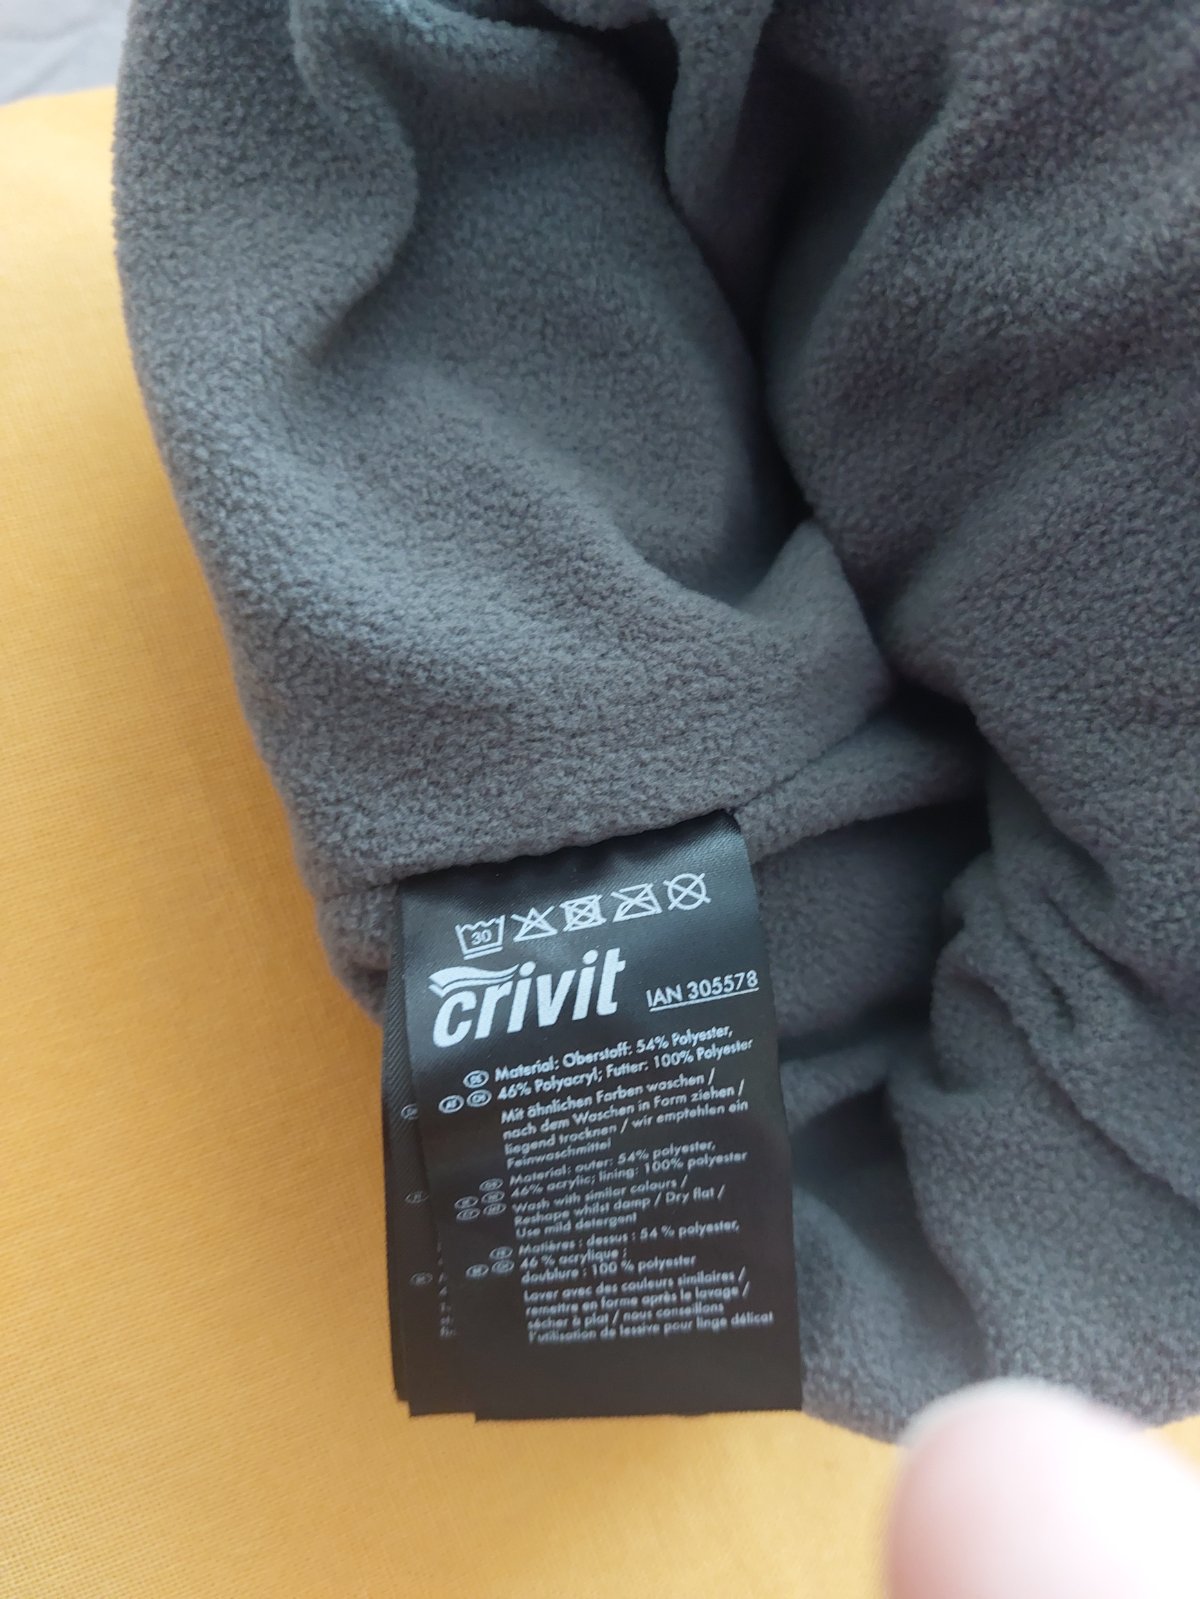 30
crivit IAN 305578
DE Material: Oberstoff: 54% Polyester,
AT CH 46% Polyacryl; Futter: 100% Polyester
Mit ähnlichen Farben waschen /
nach dem Waschen in Form ziehen /
liegend trocknen / wir empfehlen ein
Feinwaschmittel
Material: outer: 54% polyester,
46% acrylic; lining: 100% polyester
Wash with similar colours /
Reshape whilst damp / Dry flat /
Use mild detergent
FR Matières : dessus : 54 % polyester,
46 % acrylique ;
doublure : 100 % polyester
Laver avec des couleurs similaires /
remettre en forme après le lavage /
sécher à plat / nous conseillons
l'utilisation de lessive pour linge délicat